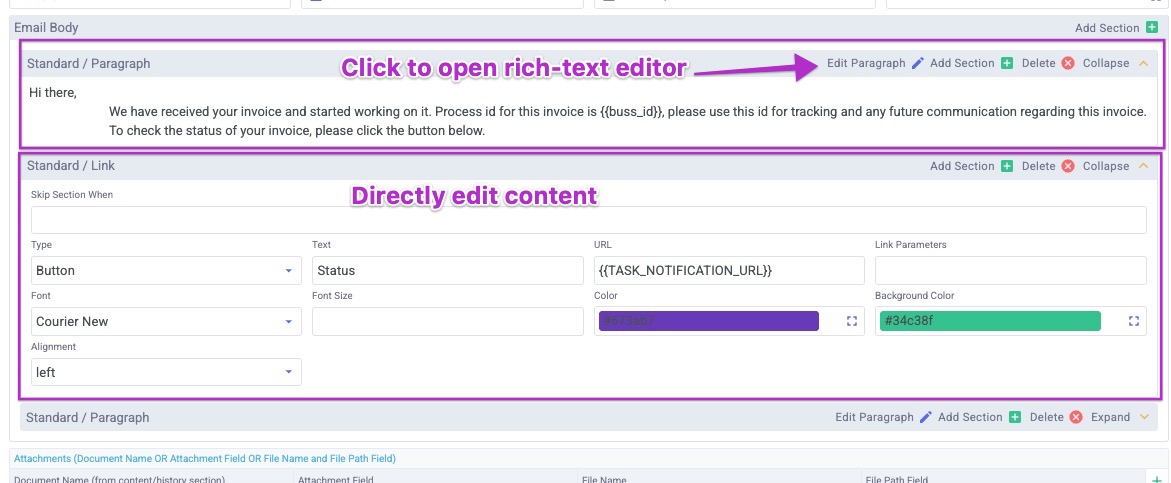 Email Body Add Section
Standard / Paragraph Click to open rich-text editor Edit Paragraph Add Section Delete Collapse
Hi there,
We have received your invoice and started working on it. Process id for this invoice is {{buss_id}}, please use this id for tracking and any future communication regarding this invoice.
To check the status of your invoice, please click the button below.
Standard / Link Add Section Delete Collapse
Directly edit content
Skip Section When
Type Text URL Link Parameters
Button Status {{TASK_NOTIFICATION_URL}}
Font Font Size Color Background Color
Courier New #673ab7 #34c38f
Alignment
left
Standard / Paragraph Edit Paragraph Add Section Delete Expand
Attachments (Document Name OR Attachment Field OR File Name and File Path Field)
Document Name (from content/history section) Attachment Field File Name File Path Field